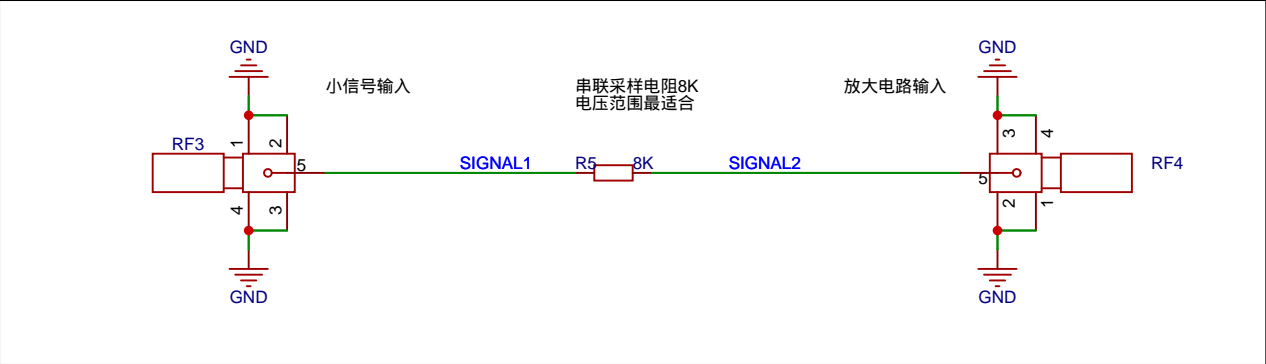 GND
GND
小信号输入
串联采样电阻8K
电压范围最适合
放大电路输入
1
2
3
4
RF3
5
SIGNAL1
R5
8K
SIGNAL2
5
RF4
4
3
2
1
GND
GND